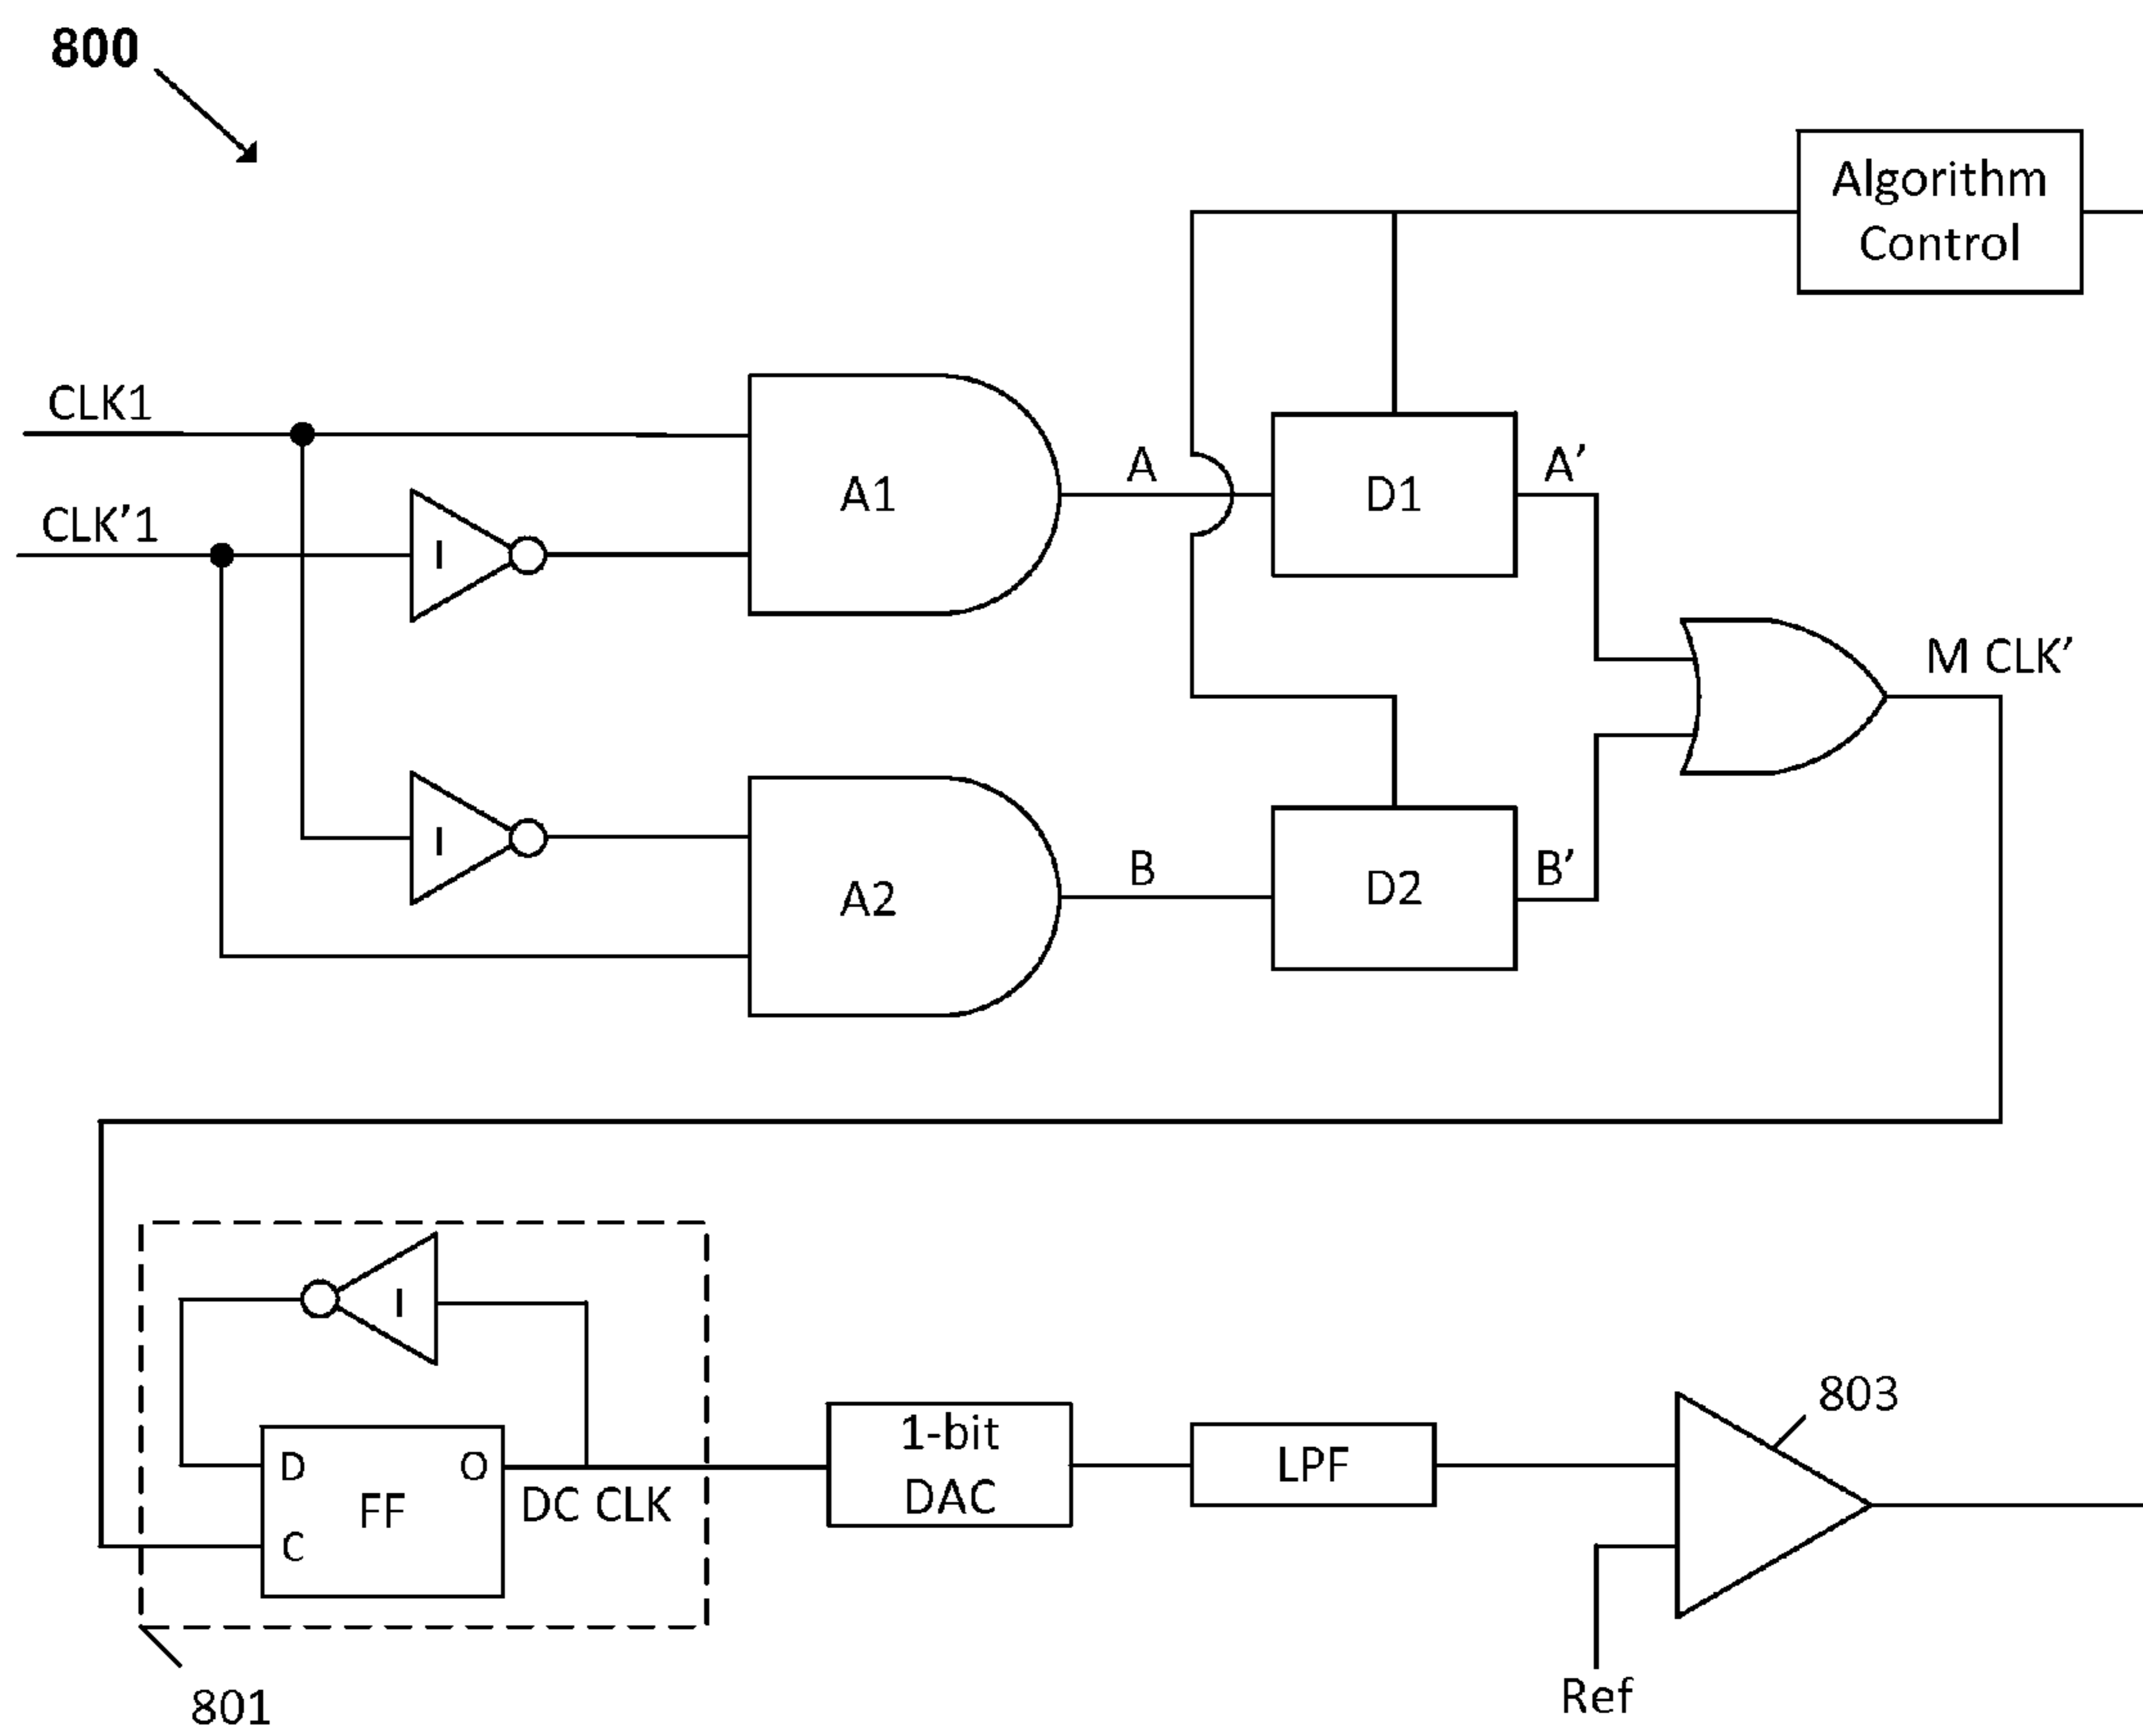 800
Algorithm
Control
CLK1
CLK’1
I
A1
A
D1
A’
M CLK’
I
A2
B
D2
B’
I
D
O
FF
C
DC CLK
1-bit
DAC
LPF
803
Ref
801